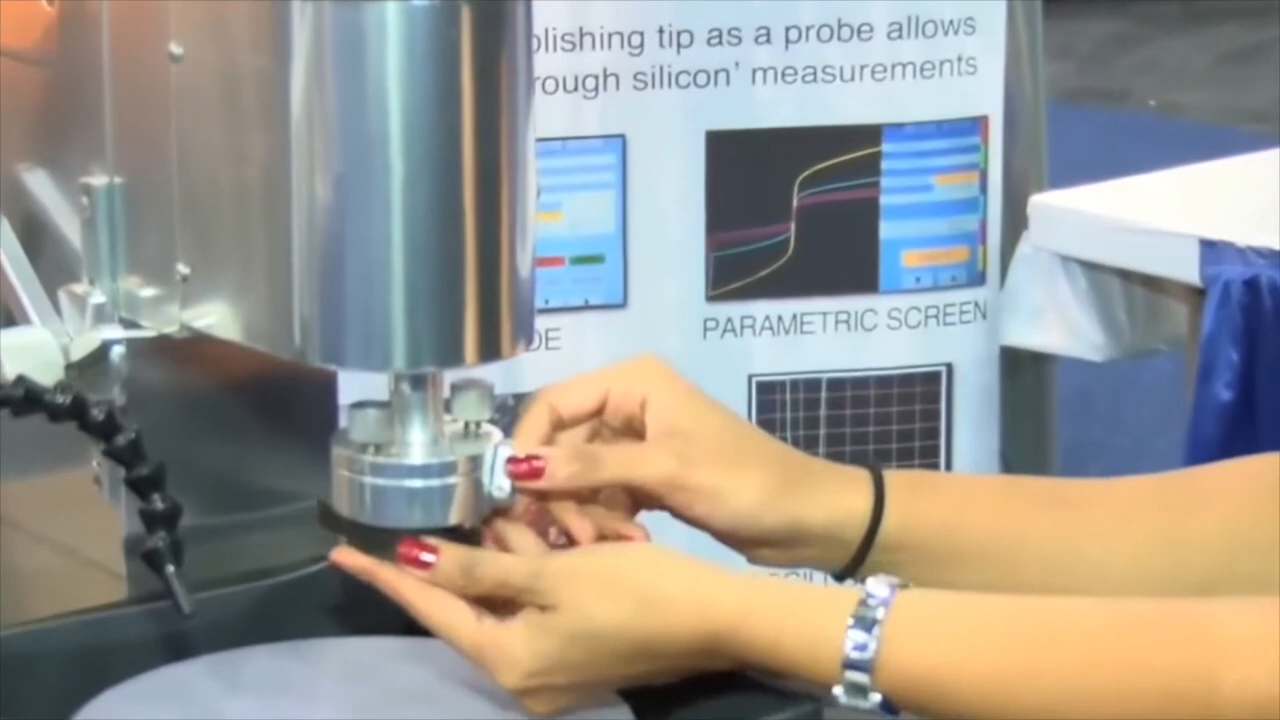 olishing tip as a probe allows
rough silicon’ measurements
DE
PARAMETRIC SCREEN